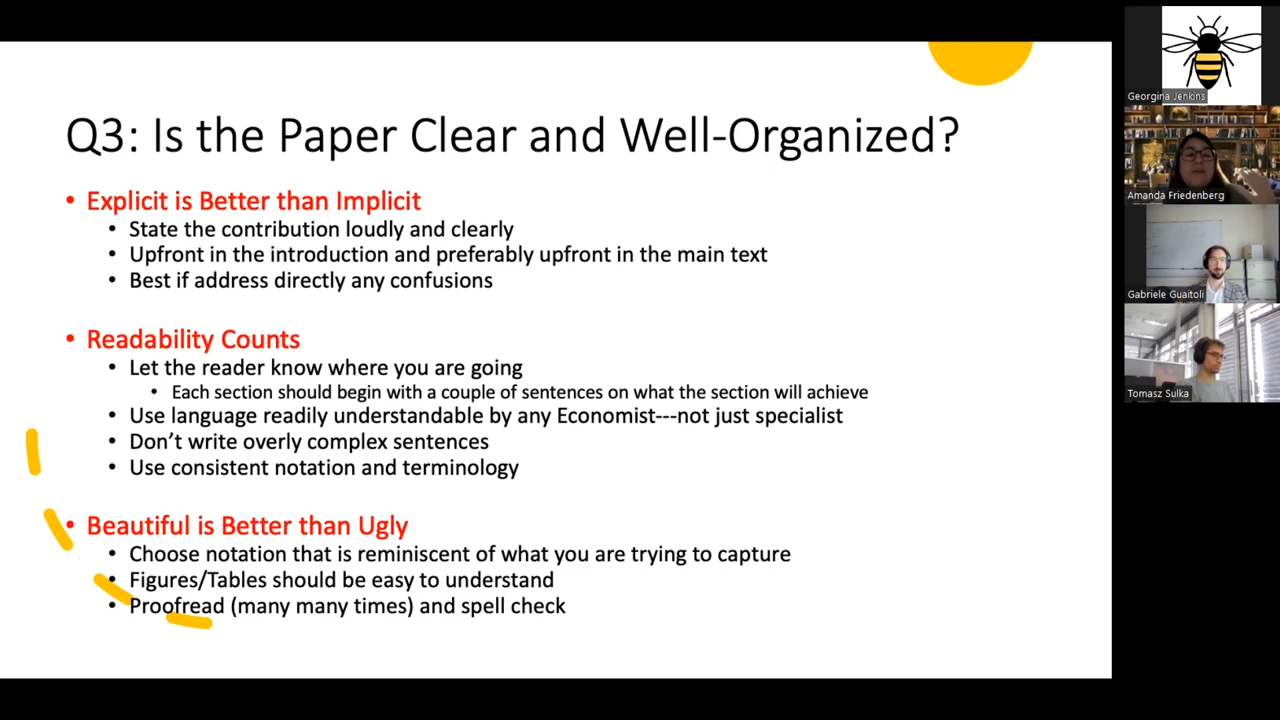 Q3: Is the Paper Clear and Well-Organized?
• Explicit is Better than Implicit
• State the contribution loudly and clearly
• Upfront in the introduction and preferably upfront in the main text
• Best if address directly any confusions
• Readability Counts
• Let the reader know where you are going
• Each section should begin with a couple of sentences on what the section will achieve
• Use language readily understandable by any Economist---not just specialist
• Don't write overly complex sentences
• Use consistent notation and terminology
• Beautiful is Better than Ugly
• Choose notation that is reminiscent of what you are trying to capture
• Figures/Tables should be easy to understand
• Proofread (many many times) and spell check
Georgina Jenkins
Amanda Friedenberg
Gabriele Guaitoli
Tomasz Sulka